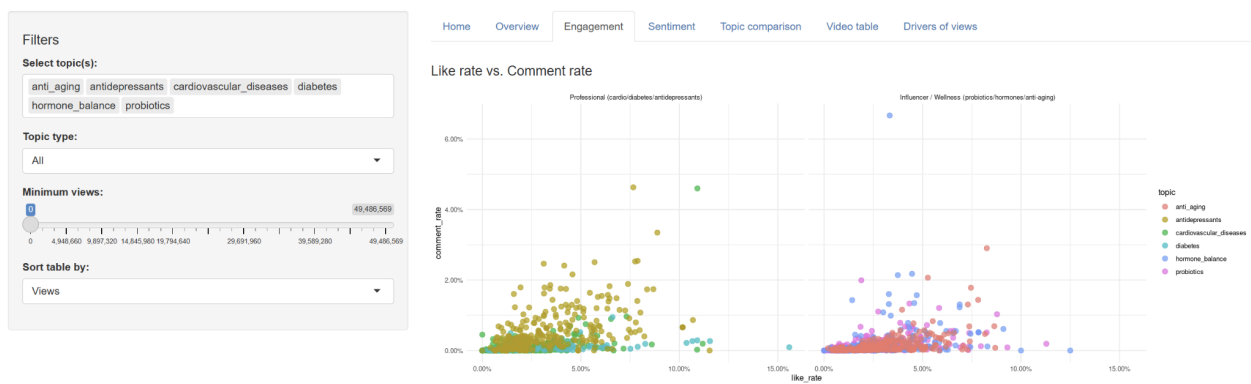 Filters
Select topic(s):
anti_aging antidepressants cardiovascular_diseases diabetes
hormone_balance probiotics
Topic type:
All
Minimum views:
0 49,486,569
0 4,948,660 9,897,320 14,845,980 19,794,640 29,691,960 39,589,280 49,486,569
Sort table by:
Views
Home Overview Engagement Sentiment Topic comparison Video table Drivers of views
Like rate vs. Comment rate
Professional (cardio/diabetes/antidepressants) Influencer / Wellness (probiotics/hormones/anti-aging)
6.00%
4.00%
2.00%
0.00%
comment_rate
0.00% 5.00% 10.00% 15.00% 0.00% 5.00% 10.00% 15.00%
like_rate
topic
anti_aging
antidepressants
cardiovascular_diseases
diabetes
hormone_balance
probiotics